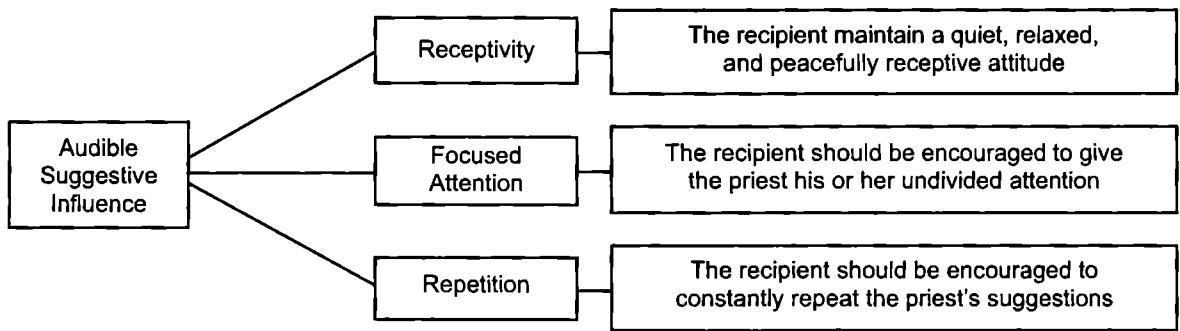 Audible
Suggestive
Influence
Receptivity
The recipient maintain a quiet, relaxed,
and peacefully receptive attitude
Focused
Attention
The recipient should be encouraged to give
the priest his or her undivided attention
Repetition
The recipient should be encouraged to
constantly repeat the priest's suggestions